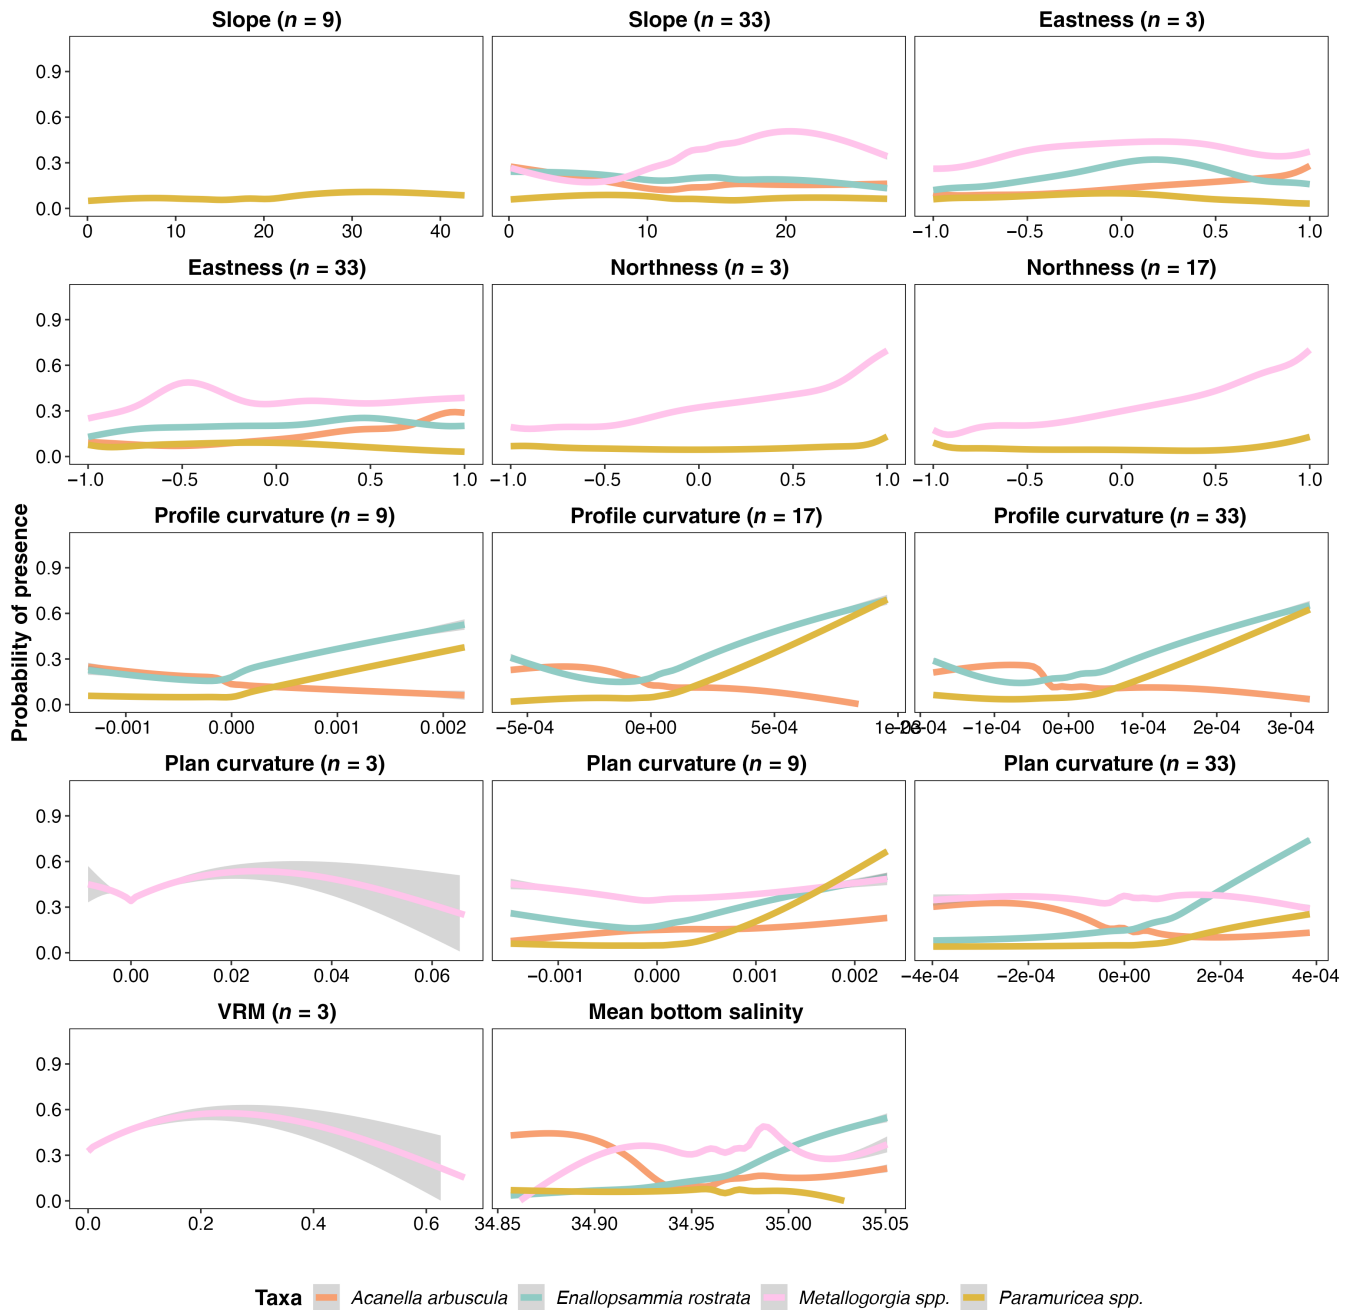 Slope (n = 9) Slope (n = 33) Eastness (n = 3)
0.9
0.6
0.3
0.0
0 10 20 30 40 0 10 20 −1.0 −0.5 0.0 0.5 1.0
Eastness (n = 33) Northness (n = 3) Northness (n = 17)
0.9
0.6
0.3
0.0
−1.0 −0.5 0.0 0.5 1.0 −1.0 −0.5 0.0 0.5 1.0 −1.0 −0.5 0.0 0.5 1.0
Probability of presence
Profile curvature (n = 9) Profile curvature (n = 17) Profile curvature (n = 33)
0.9
0.6
0.3
0.0
−0.001 0.000 0.001 0.002 −5e−04 0e+00 5e−04 1e−03 −2e−04 −1e−04 0e+00 1e−04 2e−04 3e−04
Plan curvature (n = 3) Plan curvature (n = 9) Plan curvature (n = 33)
0.9
0.6
0.3
0.0
0.00 0.02 0.04 0.06 −0.001 0.000 0.001 0.002 −4e−04 −2e−04 0e+00 2e−04 4e−04
VRM (n = 3) Mean bottom salinity
0.9
0.6
0.3
0.0
0.0 0.2 0.4 0.6 34.85 34.90 34.95 35.00 35.05
Taxa Acanella arbuscula Enallopsammia rostrata Metallogorgia spp. Paramuricea spp.